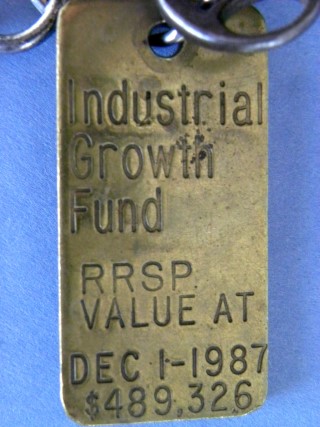 Industrial
Growth
Fund
RRSP
VALUE AT
DEC 1-1987
$489,326